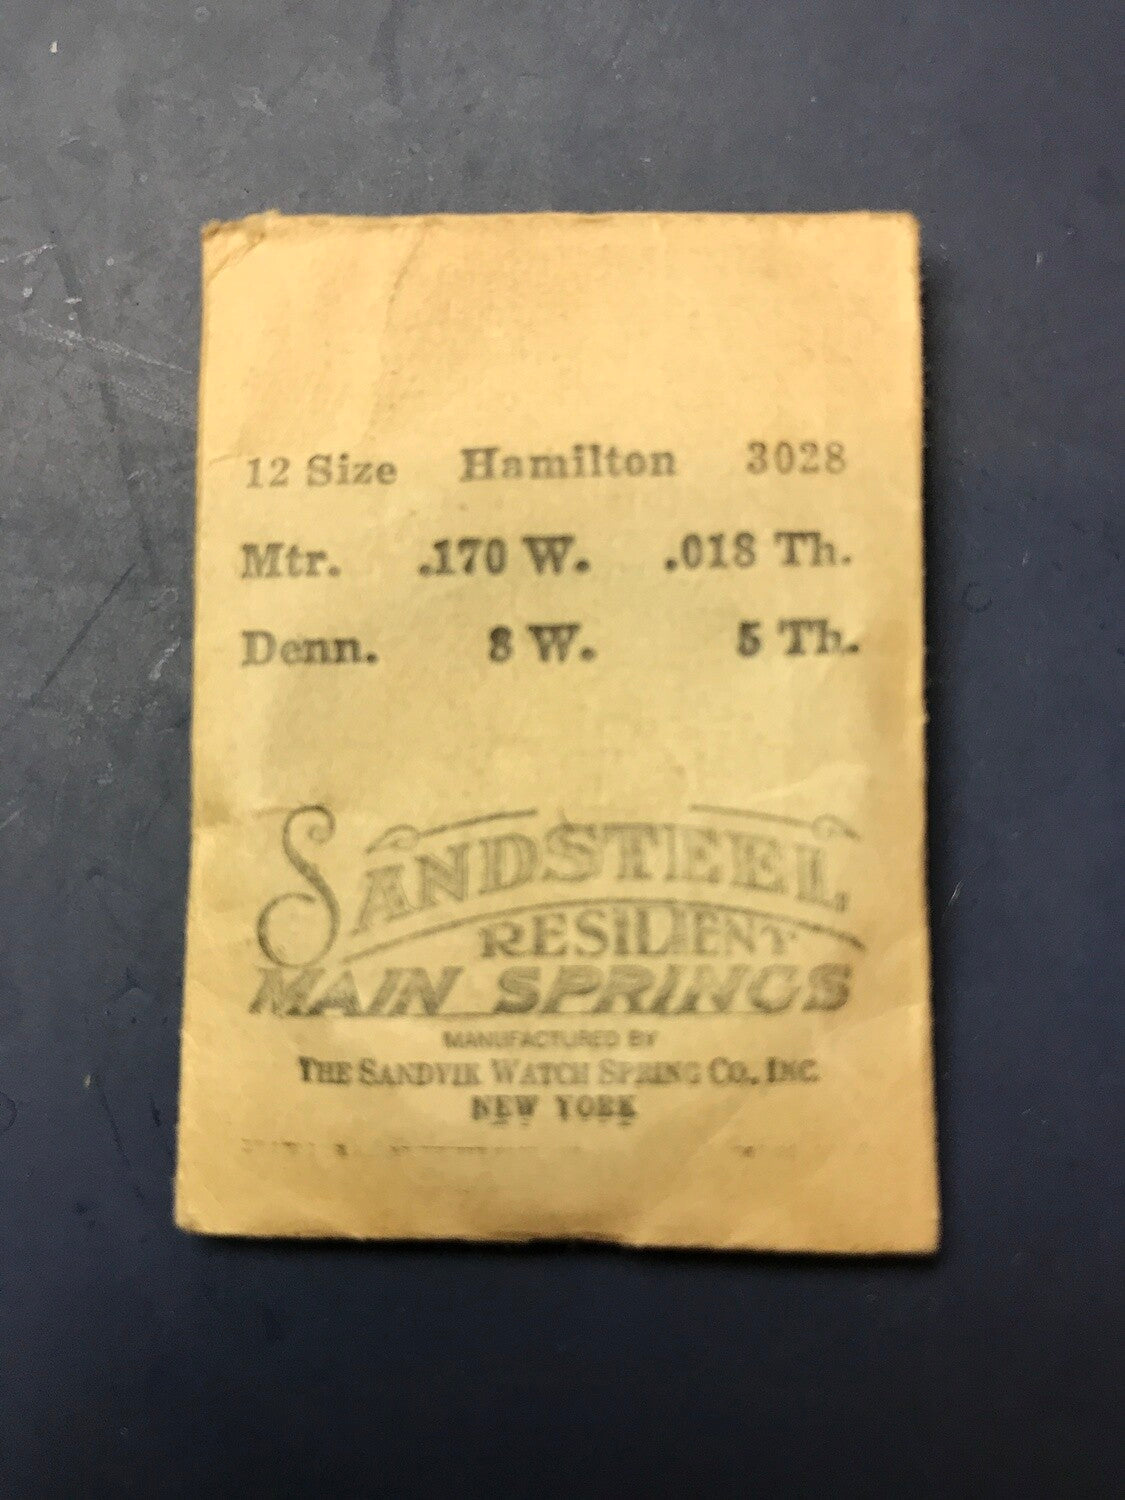 12 Size Hamilton 3028
Mtr. .170 W. .018 Th.
Denn. 8 W. 5 Th.
SANDSTEEL
RESILIENT
MAIN SPRINGS
MANUFACTURED BY
THE SANDVIK WATCH SPRING CO., INC.
NEW YORK